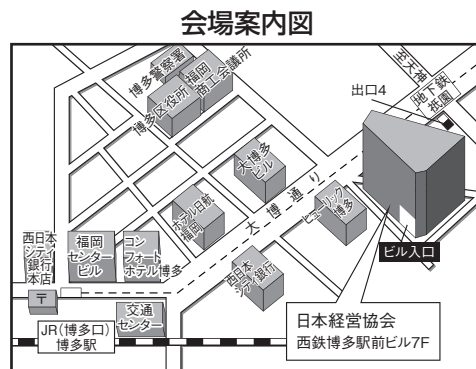 会場案内図
博多警察署
福岡
商工会議所
博多区役所
至天神
地下鉄
祇園
出口4
大博多
ビル
大博通り
ヒューリック
博多
ホテル日航
福岡
西日本
シティ
銀行
本店
福岡
センター
ビル
コン
フォート
ホテル博多
西日本
シティ銀行
ビル入口
〒
交通
センター
JR(博多口)
博多駅
日本経営協会
西鉄博多駅前ビル7F